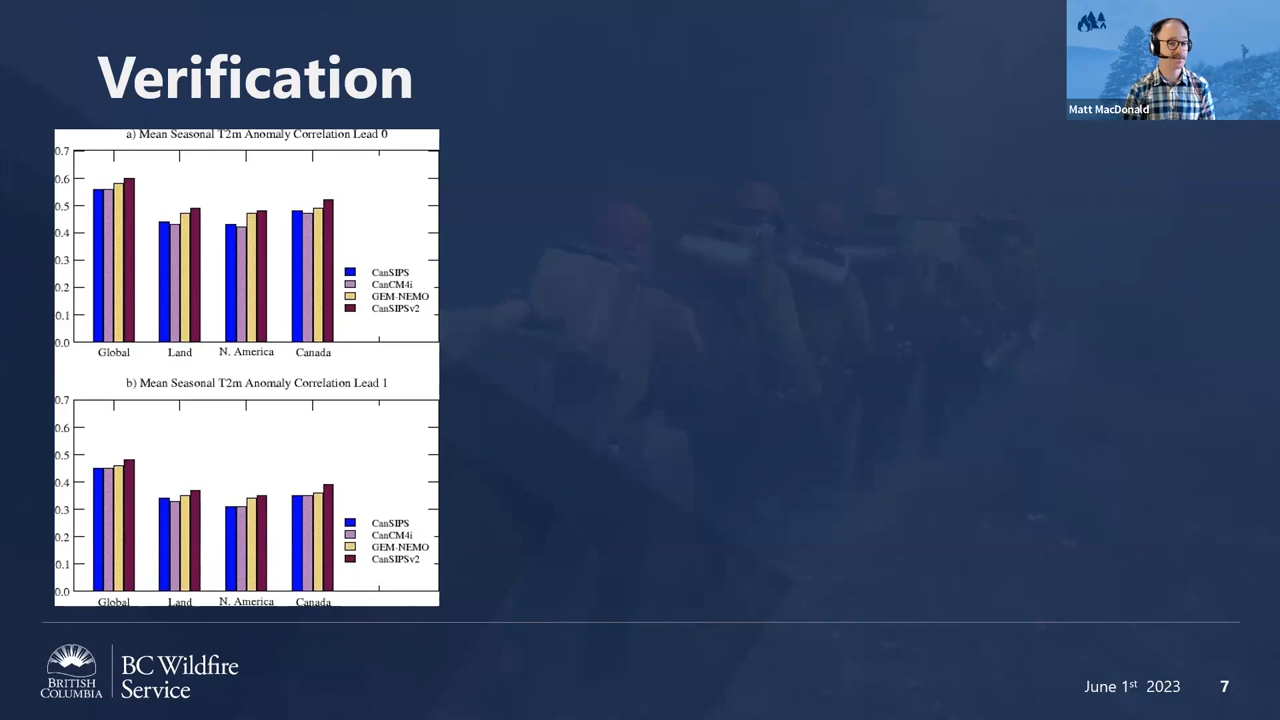 Verification
Matt MacDonald
a) Mean Seasonal T2m Anomaly Correlation Lead 0
0.7
0.6
0.5
0.4
0.3
0.2
0.1
0.0
CanSIPS
CanCM4i
GEM-NEMO
CanSIPSv2
Global Land N. America Canada
b) Mean Seasonal T2m Anomaly Correlation Lead 1
0.7
0.6
0.5
0.4
0.3
0.2
0.1
0.0
CanSIPS
CanCM4i
GEM-NEMO
CanSIPSv2
Global Land N. America Canada
BRITISH
COLUMBIA
BC Wildfire
Service
June 1st 2023 7